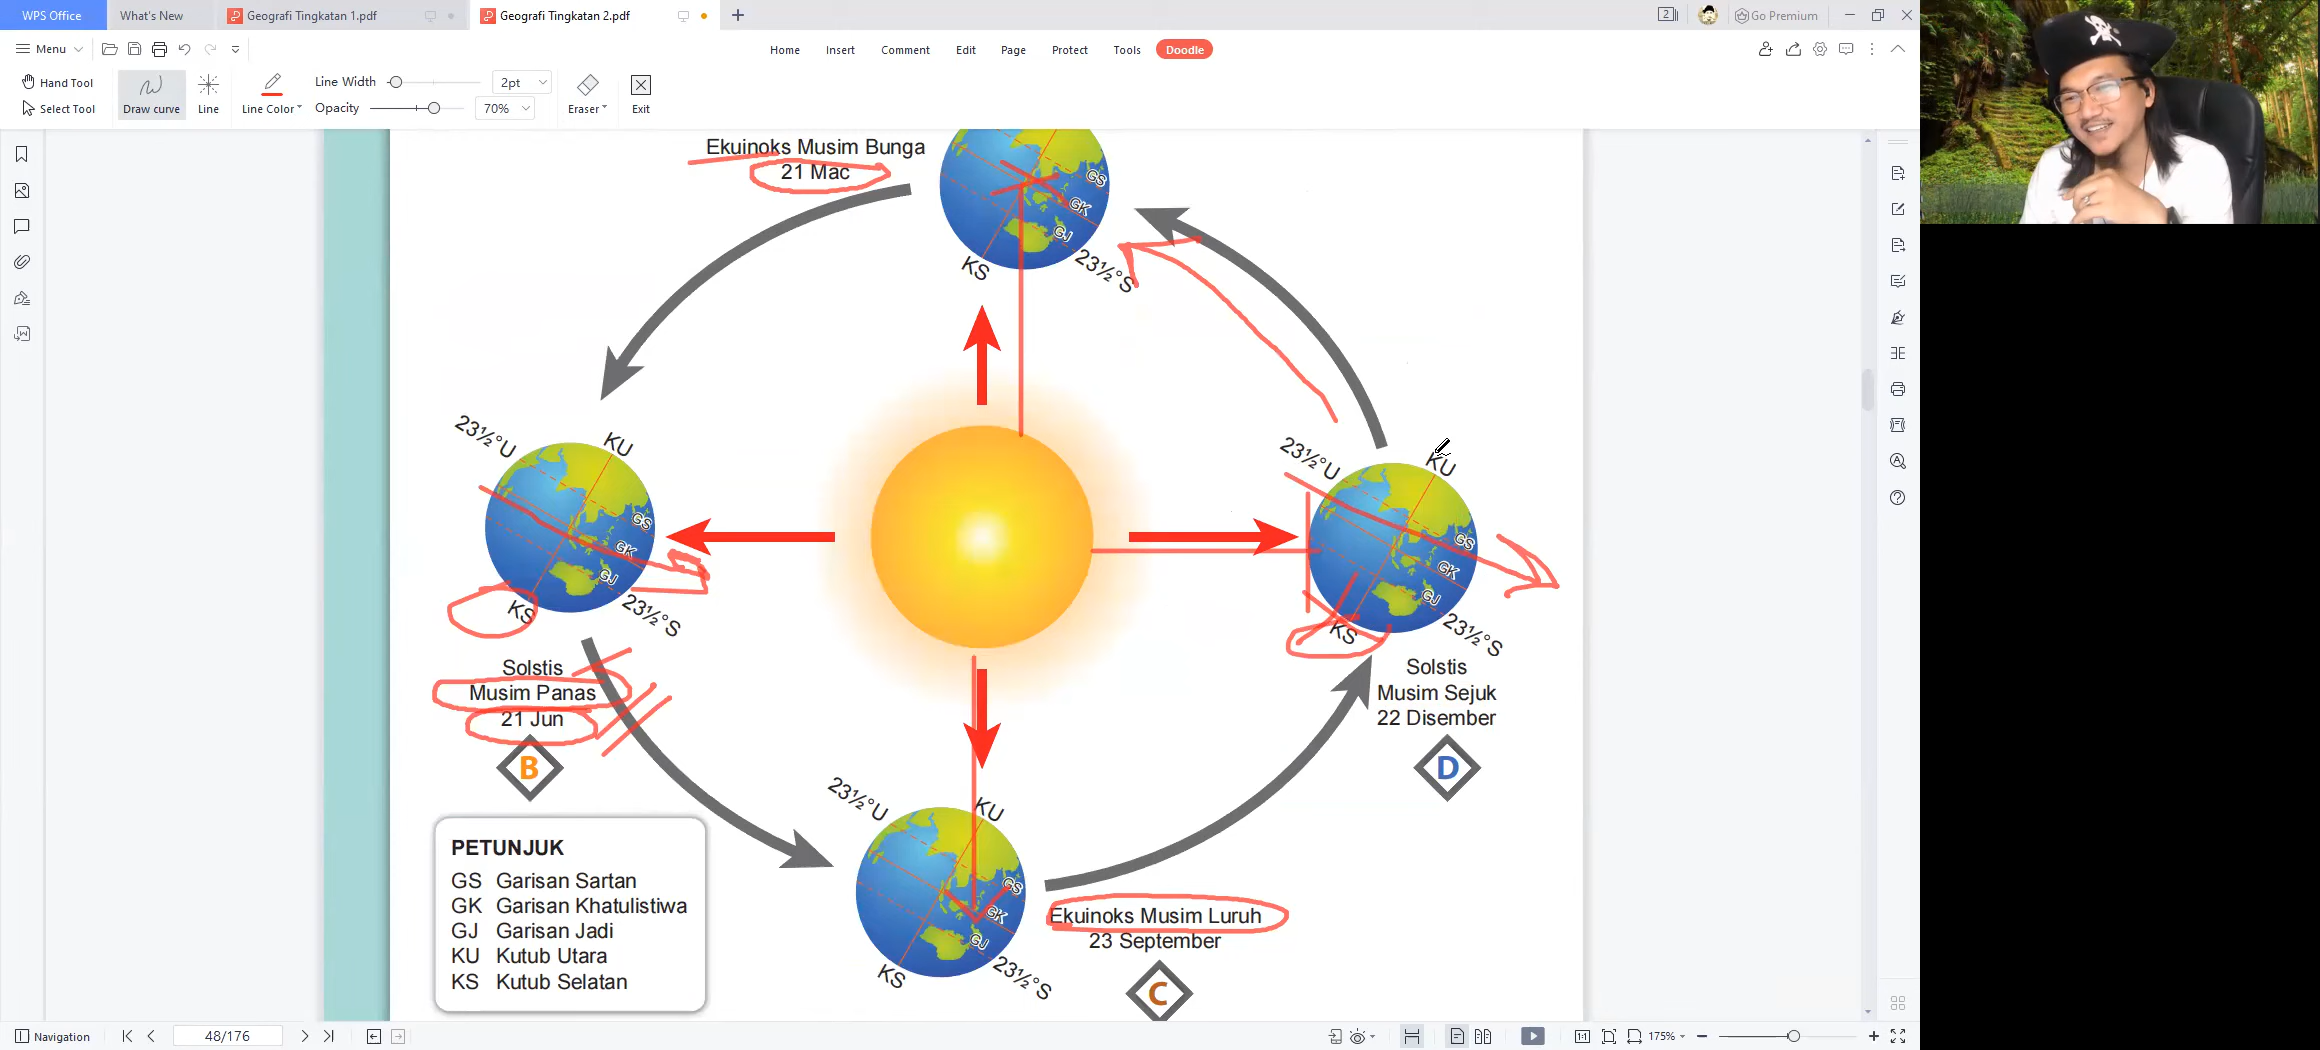 WPS Office
What's New
Geografi Tingkatan 1.pdf
Geografi Tingkatan 2.pdf
2
Go Premium
Menu
Home
Insert
Comment
Edit
Page
Protect
Tools
Doodle
Hand Tool
Select Tool
Draw curve
Line
Line Color
Line Width
2pt
Opacity
70%
Eraser
Exit
Ekuinoks Musim Bunga
21 Mac
GS
GK
GJ
KS
23½°S
23½°U
KU
GS
GK
GJ
KS
23½°S
Solstis
Musim Panas
21 Jun
B
23½°U
KU
GS
GK
GJ
KS
23½°S
Solstis
Musim Sejuk
22 Disember
D
23½°U
KU
GS
GK
GJ
KS
23½°S
Ekuinoks Musim Luruh
23 September
C
PETUNJUK
GS Garisan Sartan
GK Garisan Khatulistiwa
GJ Garisan Jadi
KU Kutub Utara
KS Kutub Selatan
Navigation
48/176
1:1
175%